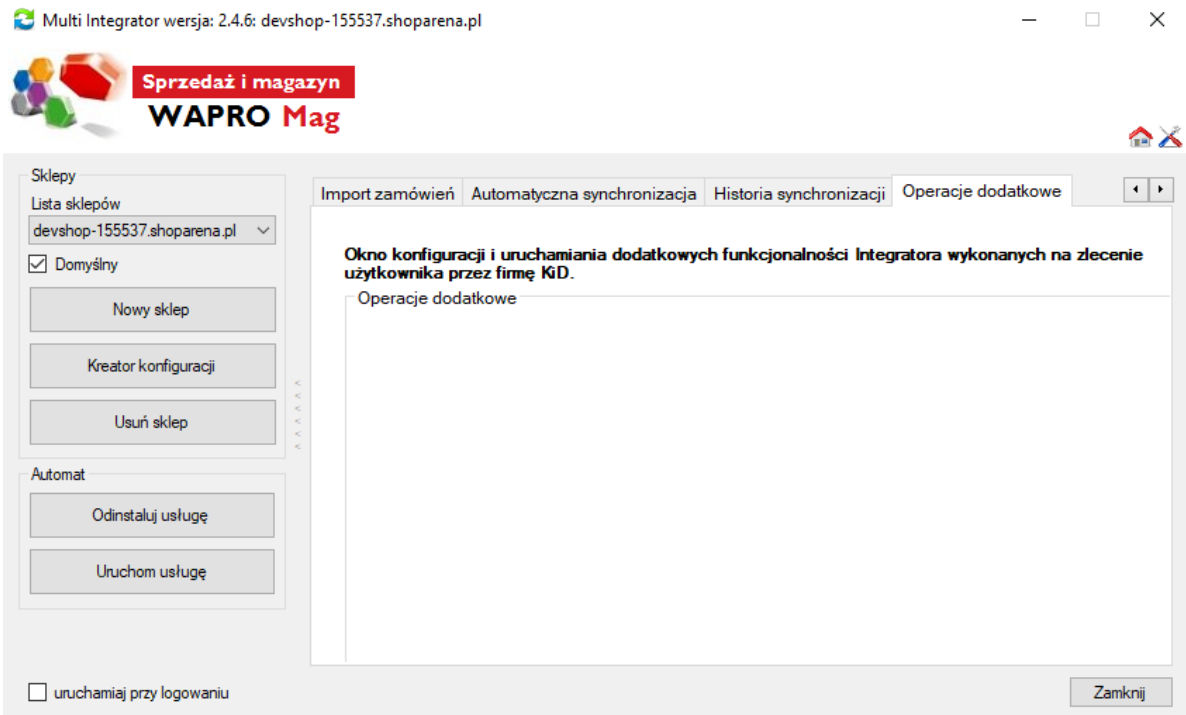 Multi Integrator wersja: 2.4.6: devshop-155537.shoparena.pl
Sprzedaż i magazyn
WAPRO Mag
Sklepy
Lista sklepów
devshop-155537.shoparena.pl
Domyślny
Nowy sklep
Kreator konfiguracji
Usuń sklep
Automat
Odinstaluj usługę
Uruchom usługę
uruchamiaj przy logowaniu
Import zamówień
Automatyczna synchronizacja
Historia synchronizacji
Operacje dodatkowe
Okno konfiguracji i uruchamiania dodatkowych funkcjonalności Integratora wykonanych na zlecenie
użytkownika przez firmę KiD.
Operacje dodatkowe
Zamknij